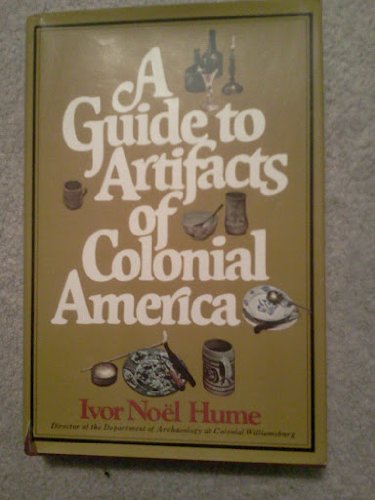 A
Guide to
Artifacts
of
Colonial
America
Ivor Noël Hume
Director of the Department of Archaeology at Colonial Williamsburg